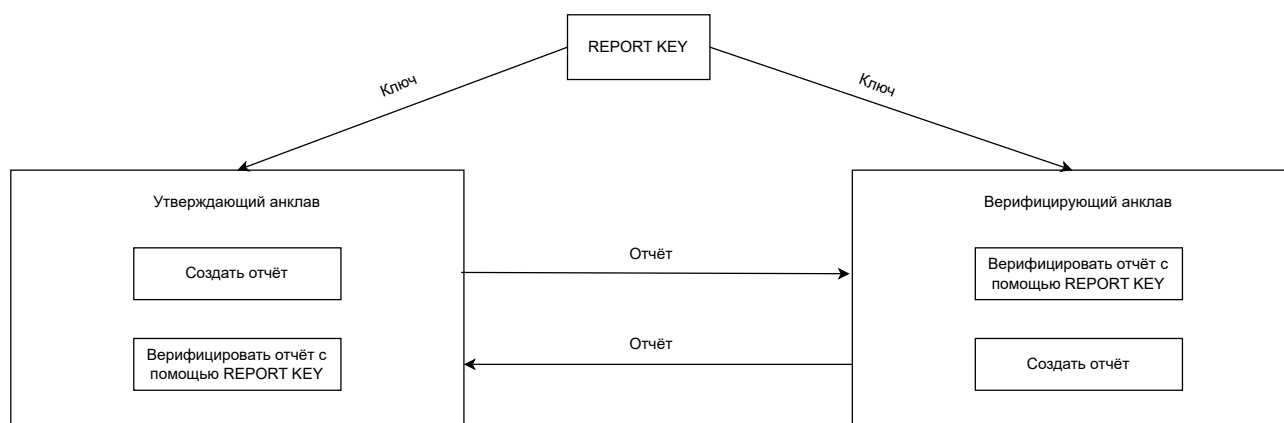 REPORT KEY
Ключ
Ключ
Утверждающий анклав
Верифицирующий анклав
Создать отчёт
Отчёт
Верифицировать отчёт с
помощью REPORT KEY
Верифицировать отчёт с
помощью REPORT KEY
Отчёт
Создать отчёт